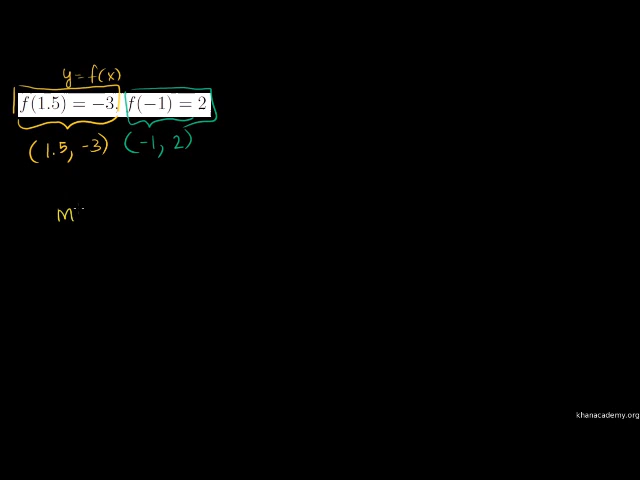 y = f(x)
f(1.5) = −3, f(−1) = 2
(1.5, -3) (-1, 2)
m
khanacademy.org